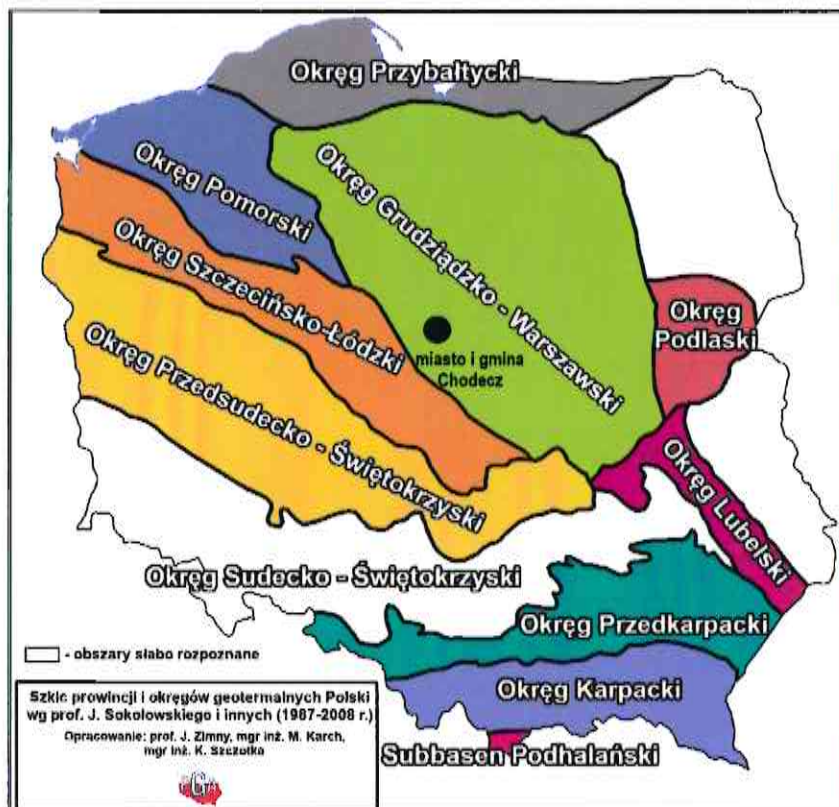 Okręg Przybałtycki
Okręg Pomorski
Okręg Grudziądzko - Warszawski
Okręg Szczecińsko-Łódzki
Okręg
Podlaski
miasto i gmina
Chodecz
Okręg Przedsudecko - Świętokrzyski
Okręg Lubelski
Okręg Sudecko - Świętokrzyski
Okręg Przedkarpacki
- obszary słabo rozpoznane
Okręg Karpacki
Szkic prowincji i okręgów geotermalnych Polski
wg prof. J. Sokołowskiego i innych (1987-2008 r.)
Opracowanie: prof. J. Zimny, mgr inż. M. Karch,
mgr inż. K. Szczotka
Subbasen Podhalański